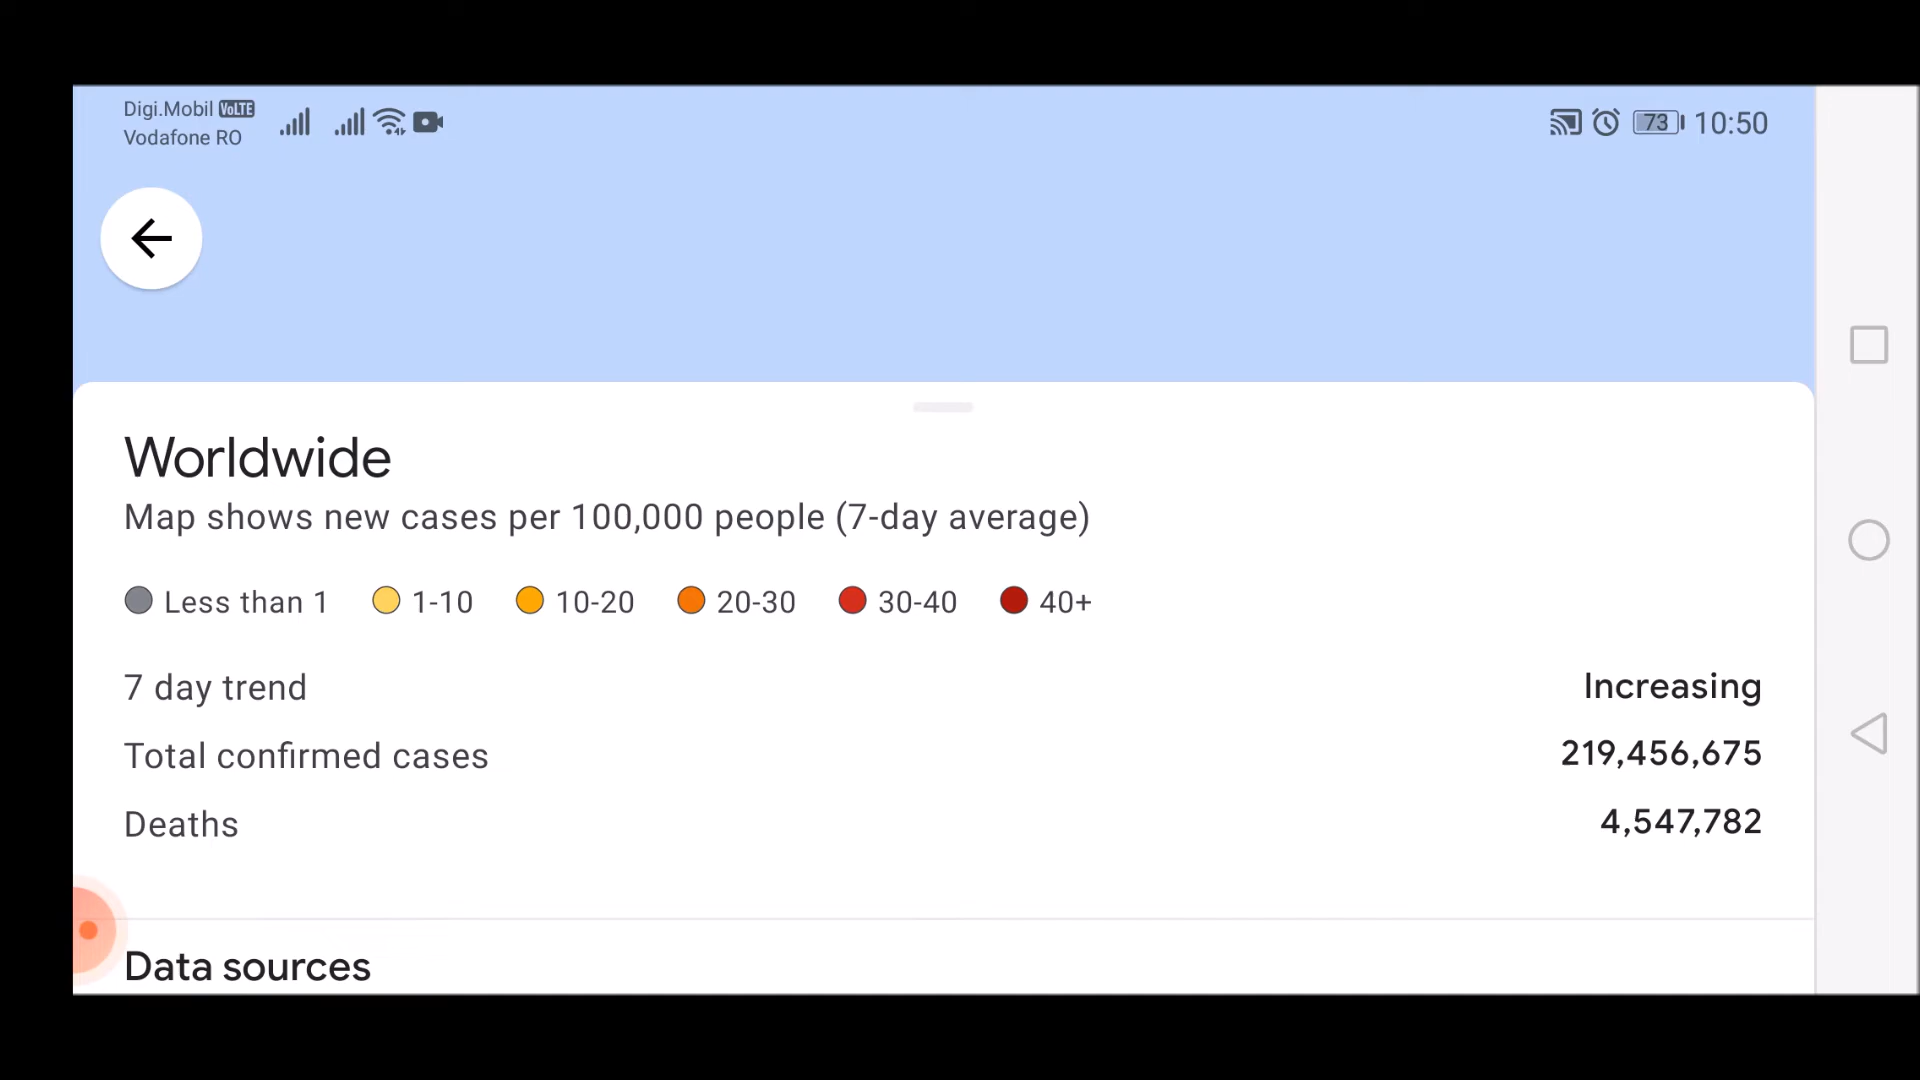 Digi.Mobil VoLTE
Vodafone RO
73 10:50
Worldwide
Map shows new cases per 100,000 people (7-day average)
Less than 1 1-10 10-20 20-30 30-40 40+
7 day trend Increasing
Total confirmed cases 219,456,675
Deaths 4,547,782
Data sources